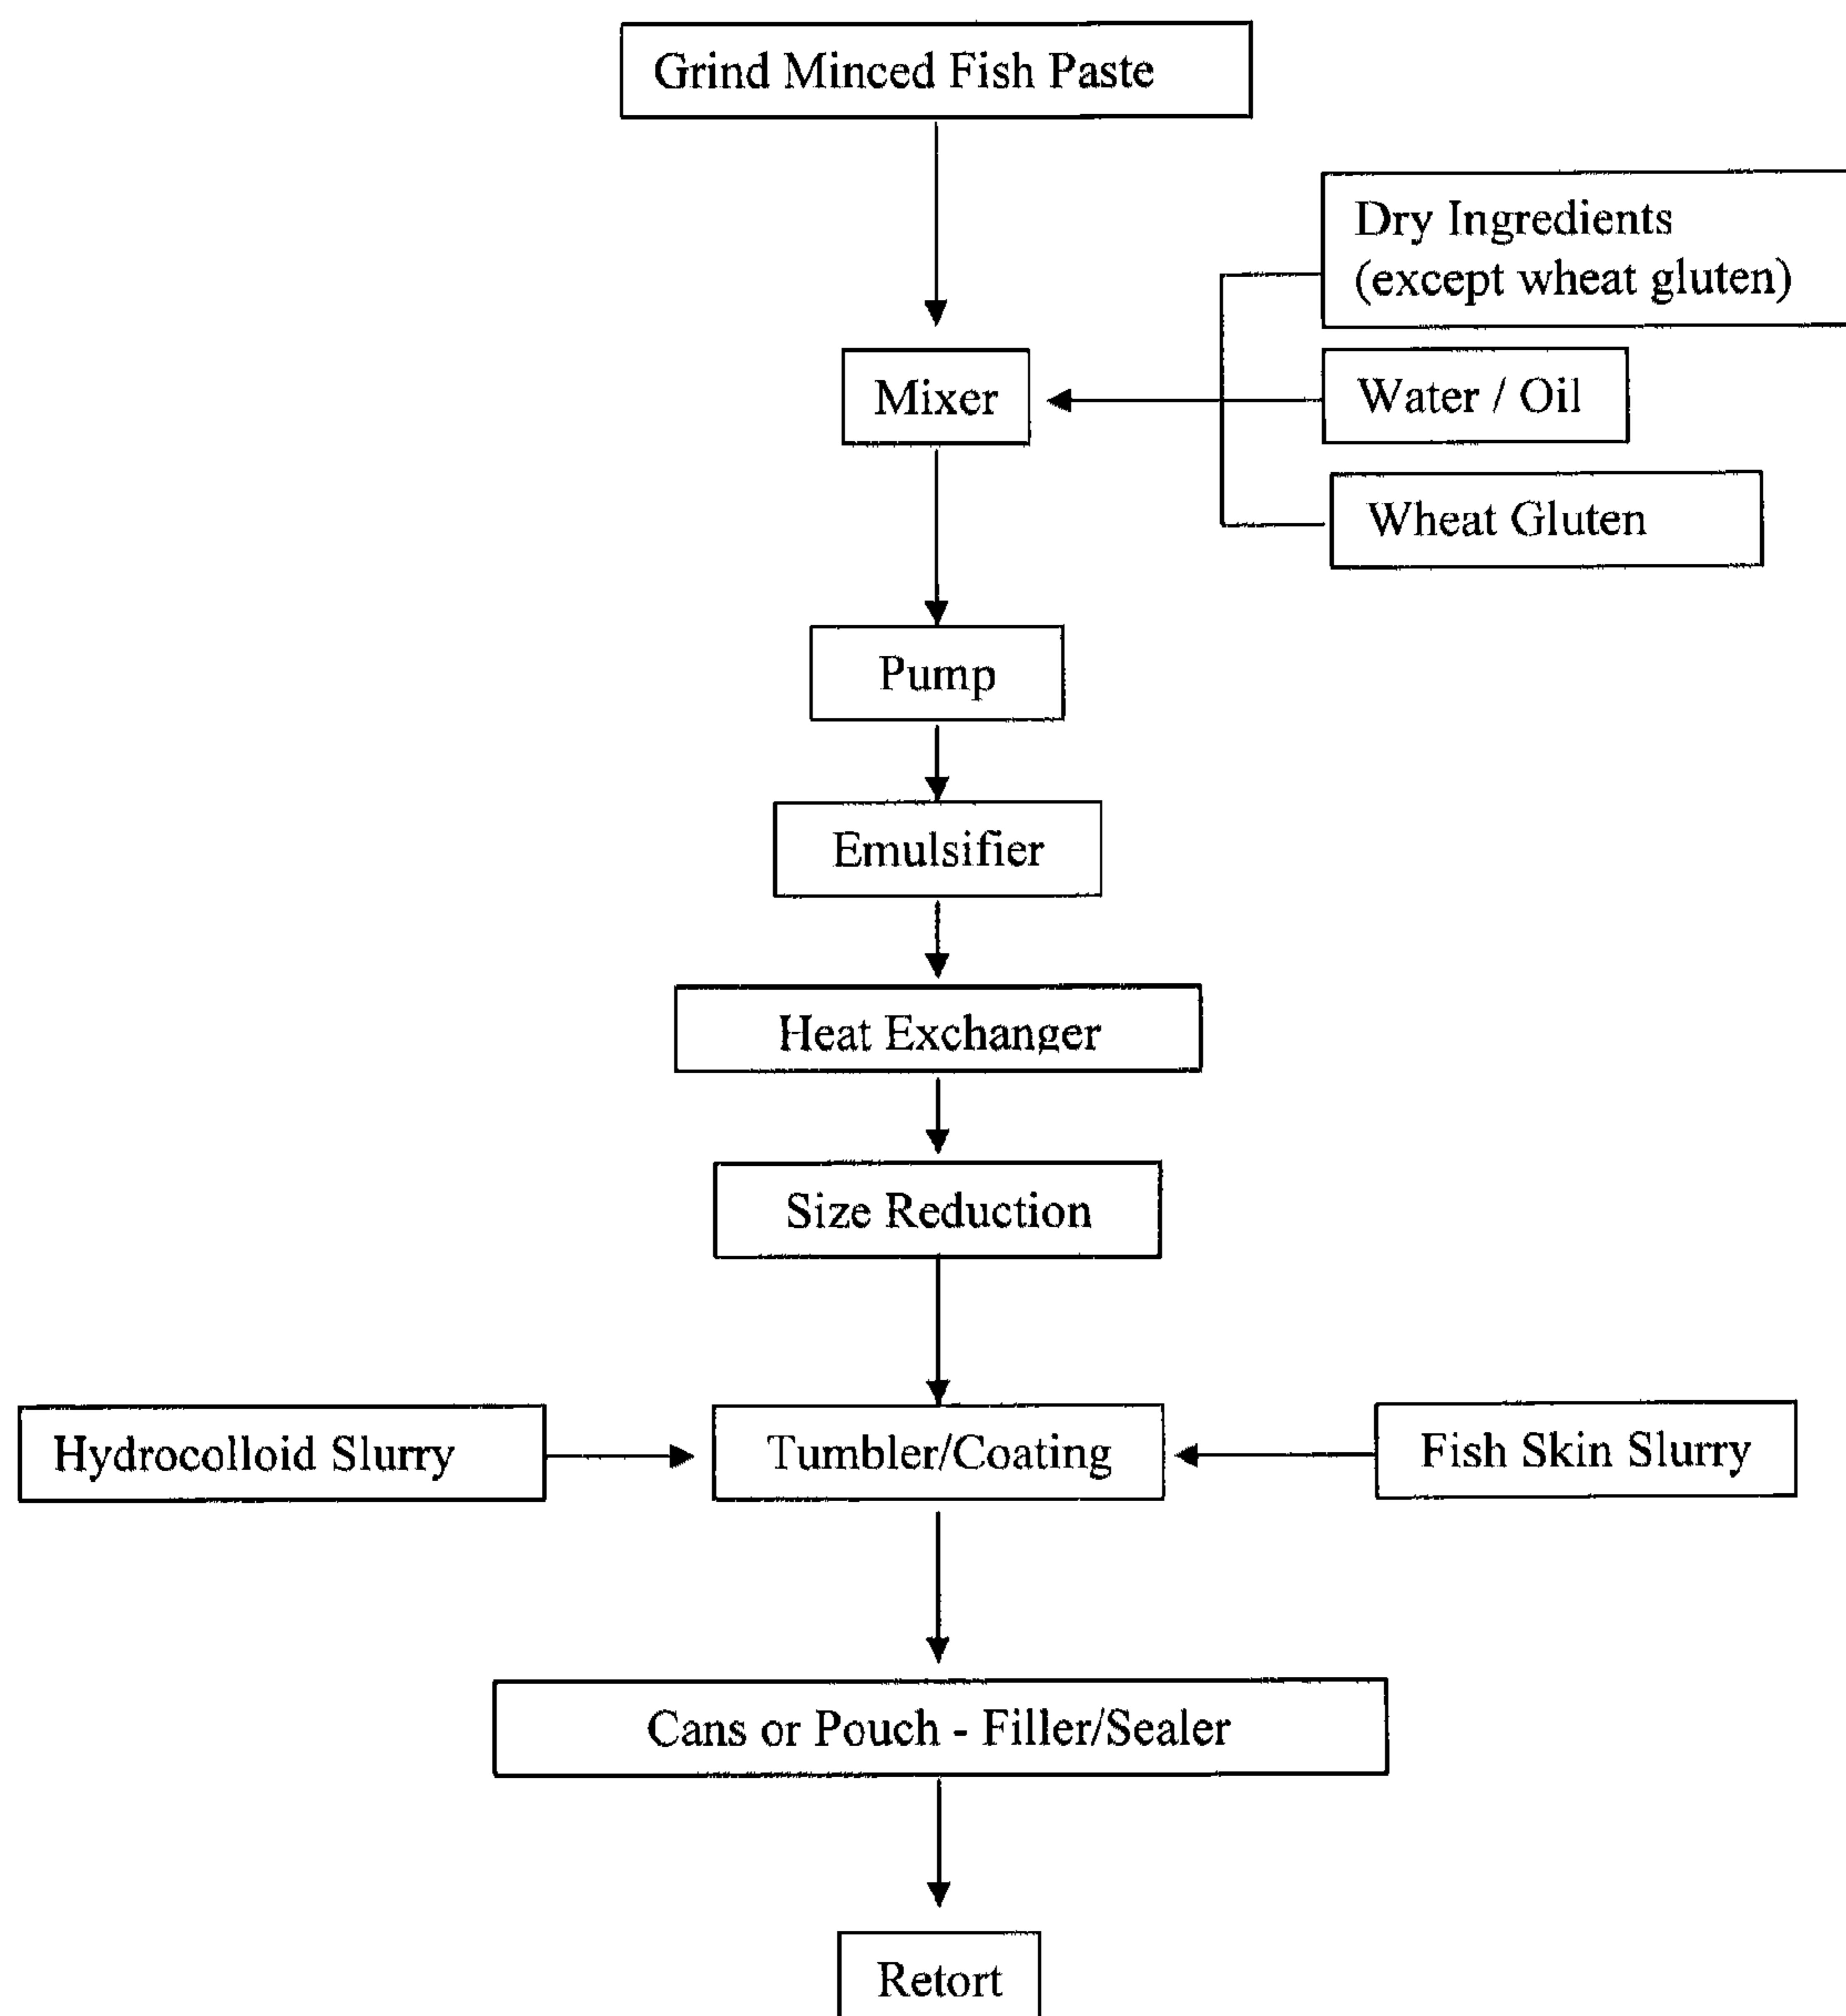 Grind Minced Fish Paste
Dry Ingredients
(except wheat gluten)
Mixer
Water / Oil
Wheat Gluten
Pump
Emulsifier
Heat Exchanger
Size Reduction
Hydrocolloid Slurry
Tumbler/Coating
Fish Skin Slurry
Cans or Pouch - Filler/Sealer
Retort